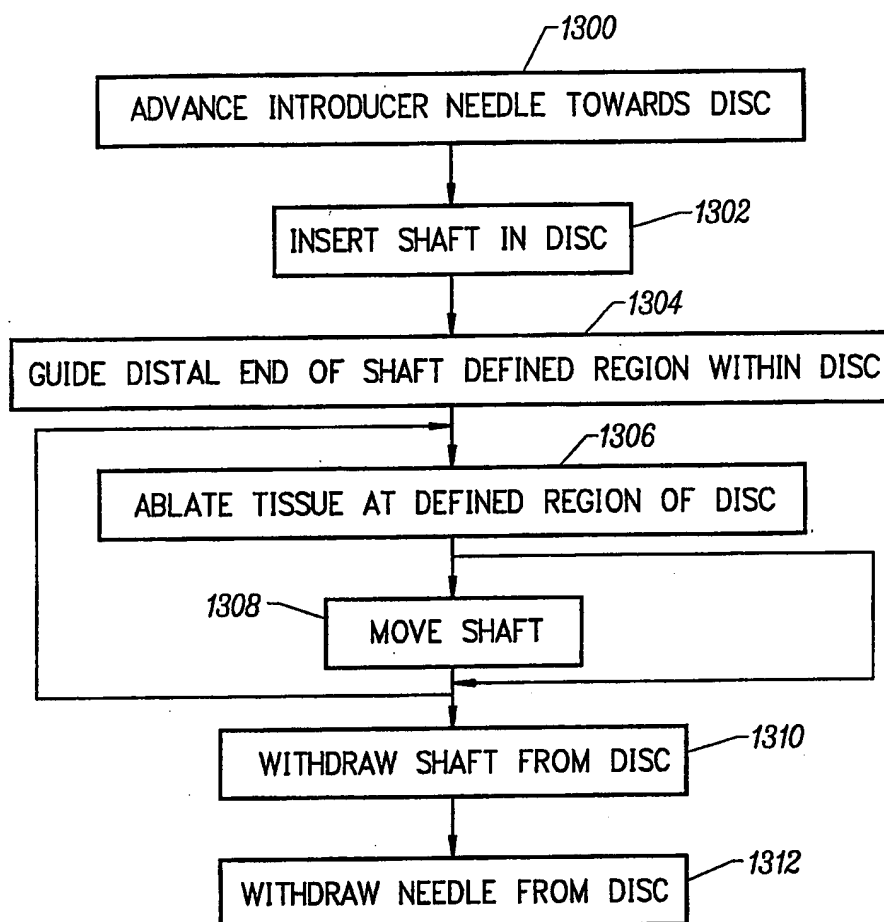 1300
ADVANCE INTRODUCER NEEDLE TOWARDS DISC
1302
INSERT SHAFT IN DISC
1304
GUIDE DISTAL END OF SHAFT DEFINED REGION WITHIN DISC
1306
ABLATE TISSUE AT DEFINED REGION OF DISC
1308
MOVE SHAFT
1310
WITHDRAW SHAFT FROM DISC
1312
WITHDRAW NEEDLE FROM DISC